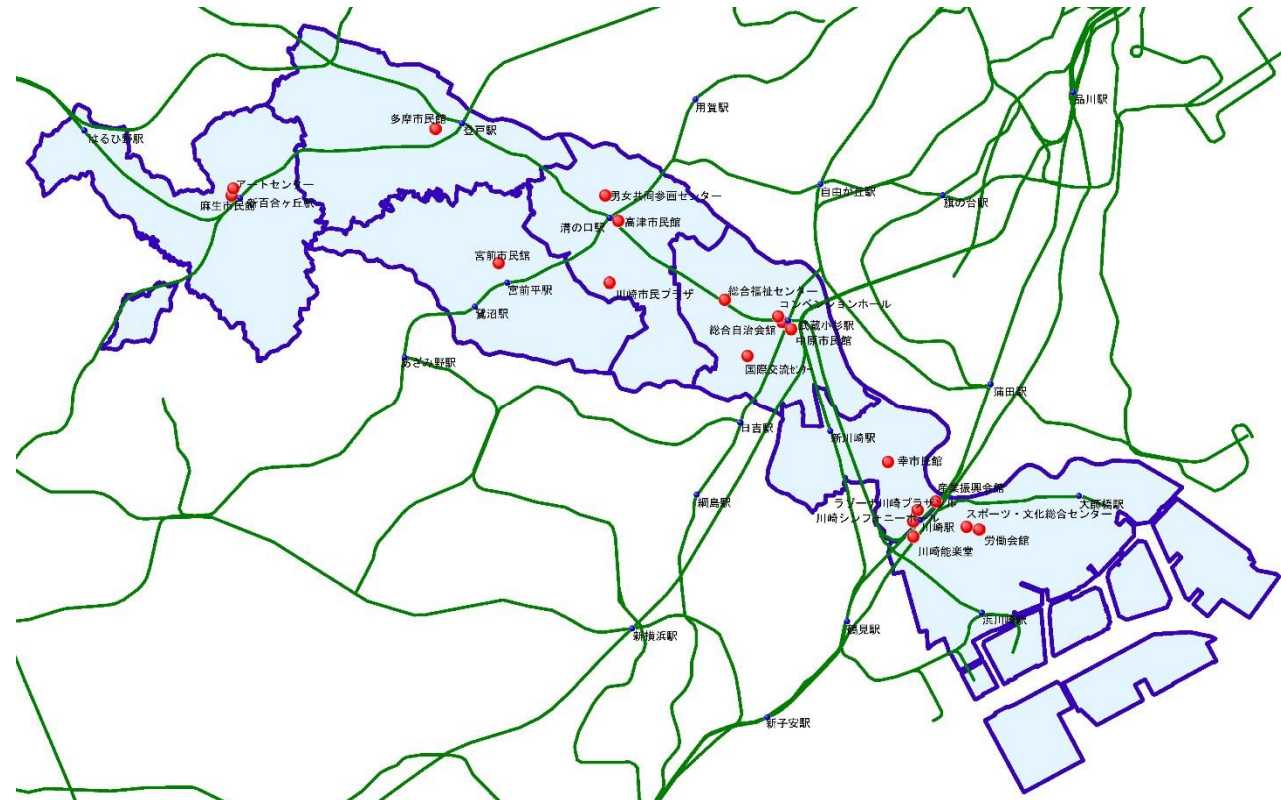 用賀駅
品川駅
多摩市民館
登戸駅
はるひ野駅
アートセンター
自由が丘駅
男女共同参画センター
旗の台駅
新百合ヶ丘駅
麻生市民館
高津市民館
溝の口駅
宮前市民館
宮前平駅
川崎市民プラザ
総合福祉センター
コンベンションホール
鷺沼駅
総合自治会館
武蔵小杉駅
中原市民館
あざみ野駅
国際交流センター
蒲田駅
日吉駅
新川崎駅
幸市民館
産業振興会館
綱島駅
ラゾーナ川崎プラザソル
大師橋駅
川崎シンフォニーホール
スポーツ・文化総合センター
川崎駅
労働会館
川崎能楽堂
浜川崎駅
鶴見駅
新横浜駅
新子安駅